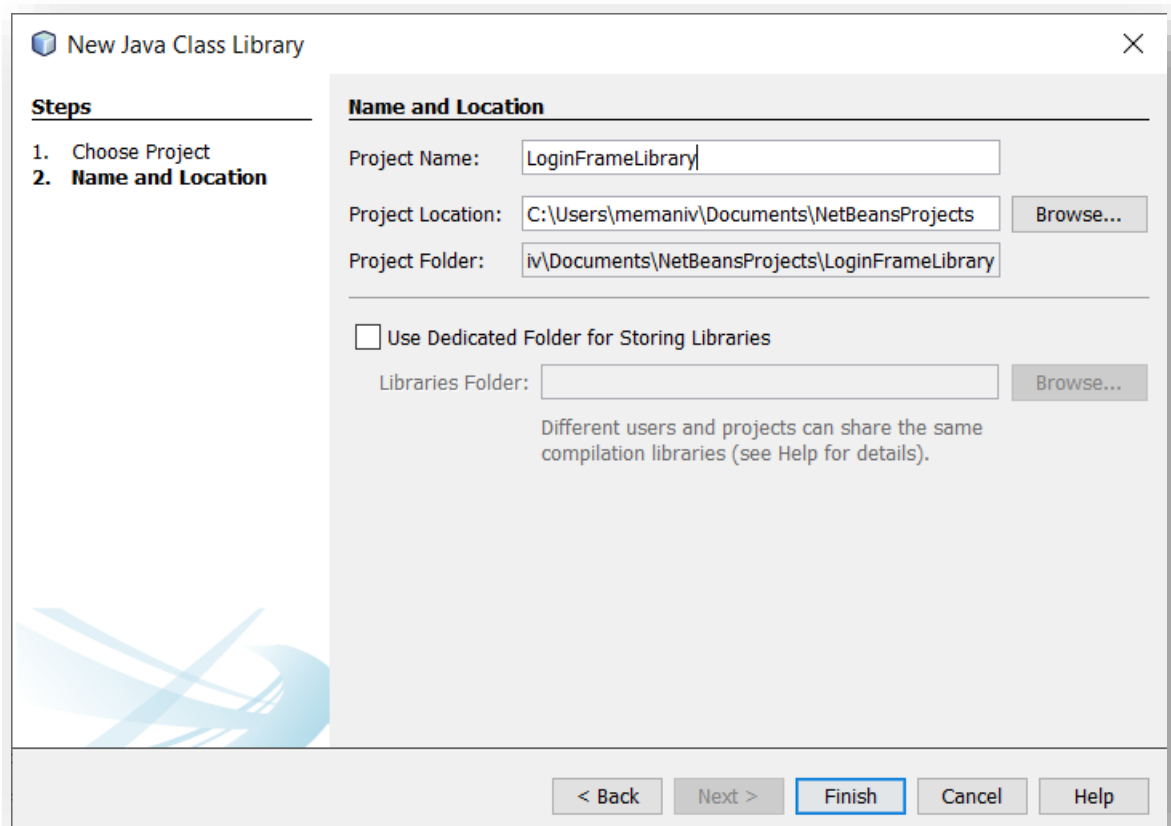 New Java Class Library
Steps
1. Choose Project
2. Name and Location
Name and Location
Project Name: LoginFrameLibrary
Project Location: C:\Users\memaniv\Documents\NetBeansProjects Browse...
Project Folder: iv\Documents\NetBeansProjects\LoginFrameLibrary
Use Dedicated Folder for Storing Libraries
Libraries Folder: Browse...
Different users and projects can share the same
compilation libraries (see Help for details).
< Back Next > Finish Cancel Help